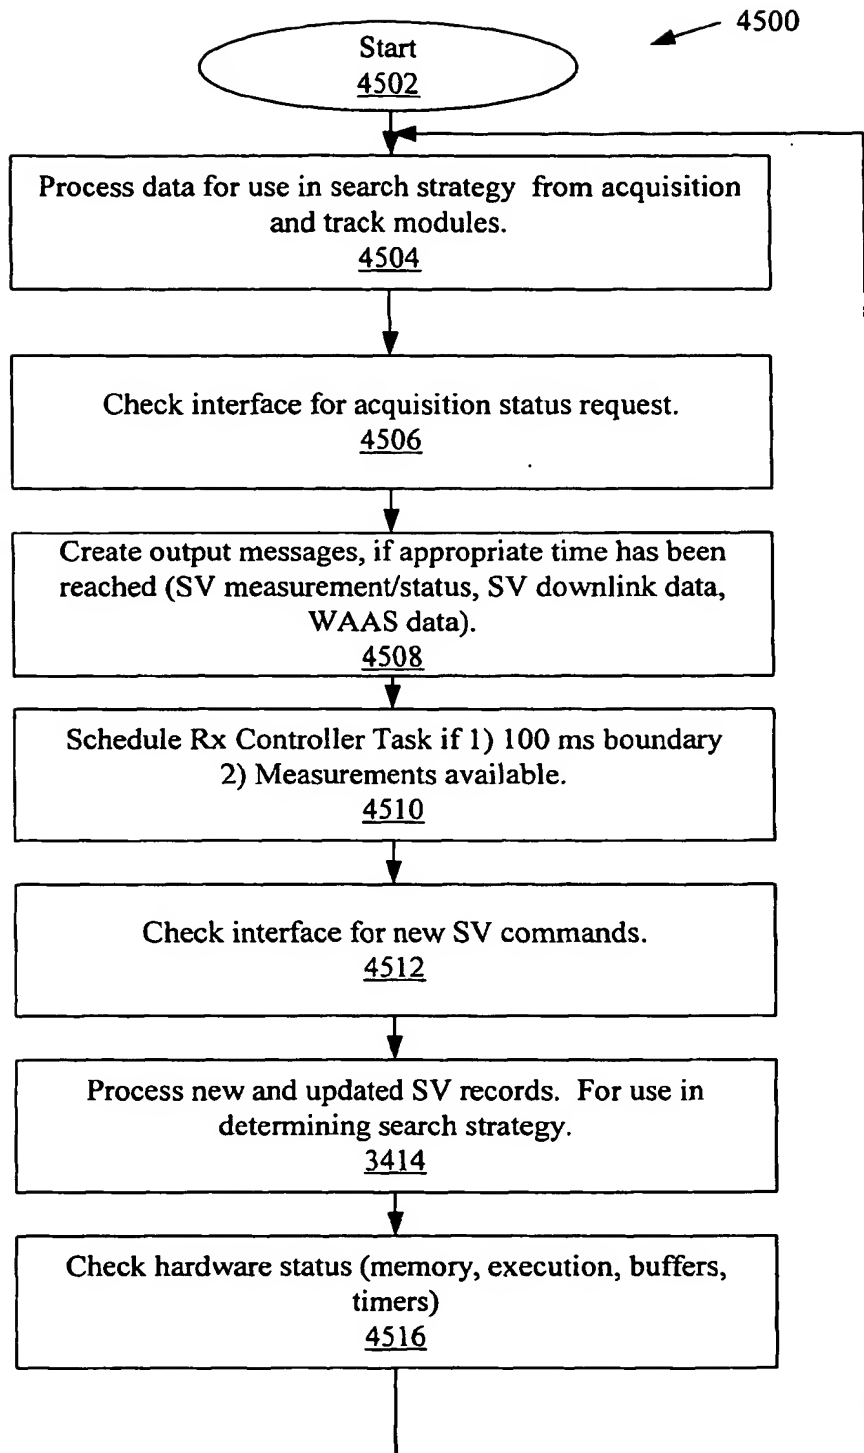 4500
Start
4502
Process data for use in search strategy from acquisition
and track modules.
4504
Check interface for acquisition status request.
4506
Create output messages, if appropriate time has been
reached (SV measurement/status, SV downlink data,
WAAS data).
4508
Schedule Rx Controller Task if 1) 100 ms boundary
2) Measurements available.
4510
Check interface for new SV commands.
4512
Process new and updated SV records. For use in
determining search strategy.
3414
Check hardware status (memory, execution, buffers,
timers)
4516